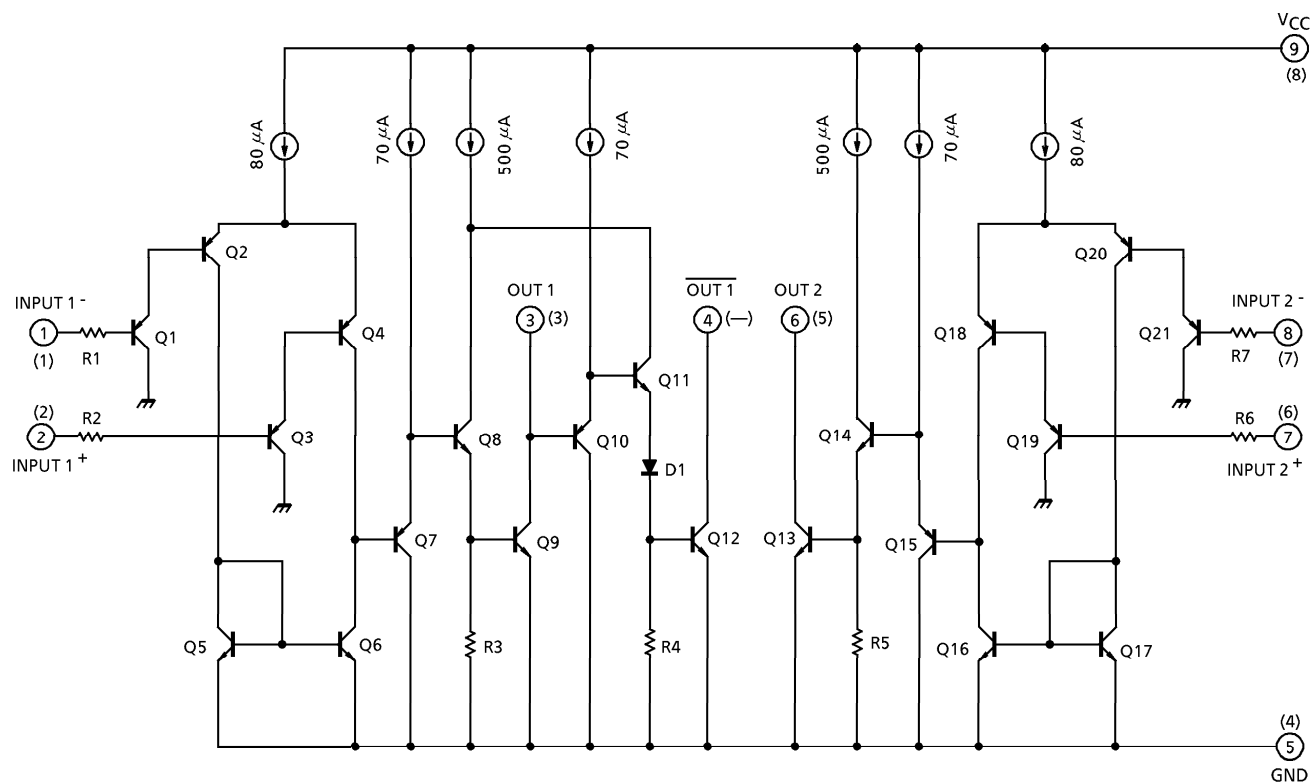 VCC
9
(8)
80 μA
70 μA
500 μA
70 μA
500 μA
70 μA
80 μA
Q2
Q20
INPUT 1 -
OUT 1
OUT 1
OUT 2
INPUT 2 -
1
(1)
R1
Q1
Q4
3
(3)
4
(—)
6
(5)
Q18
Q21
R7
8
(7)
Q11
(2)
2
R2
INPUT 1 +
Q3
Q8
Q10
D1
Q14
Q19
R6
(6)
7
INPUT 2 +
Q7
Q9
Q12
Q13
Q15
Q5
Q6
R3
R4
R5
Q16
Q17
(4)
5
GND